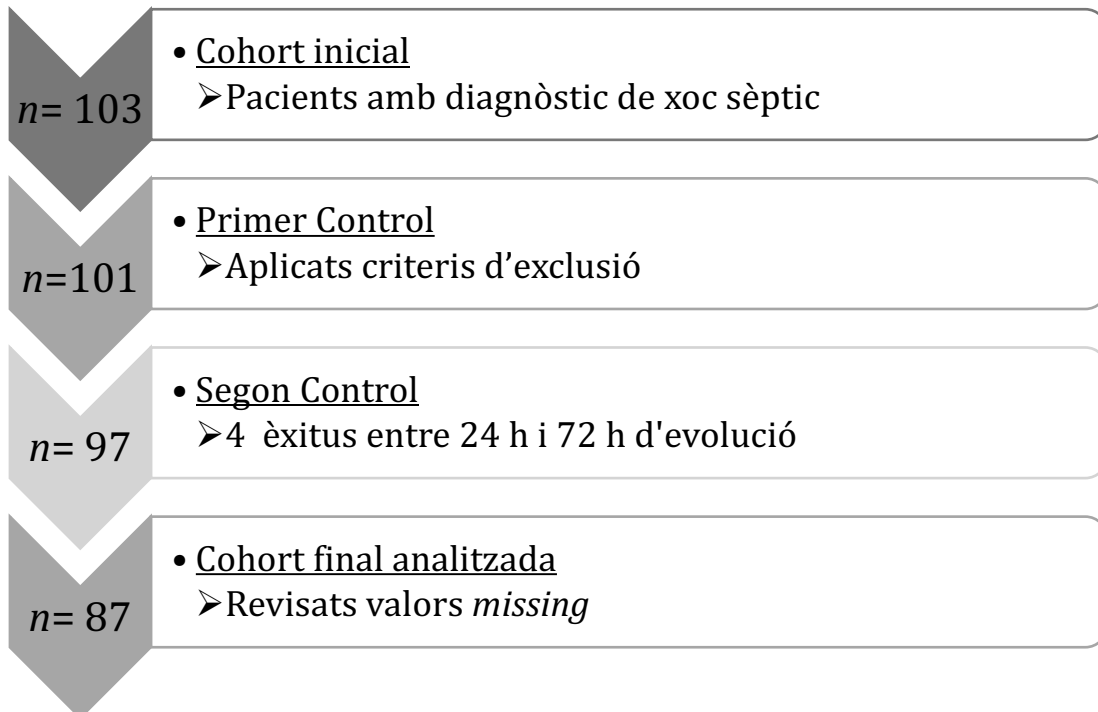 n= 103
• Cohort inicial
➢Pacients amb diagnòstic de xoc sèptic
n=101
• Primer Control
➢Aplicats criteris d’exclusió
n= 97
• Segon Control
➢4 èxitus entre 24 h i 72 h d'evolució
n= 87
• Cohort final analitzada
➢Revisats valors missing